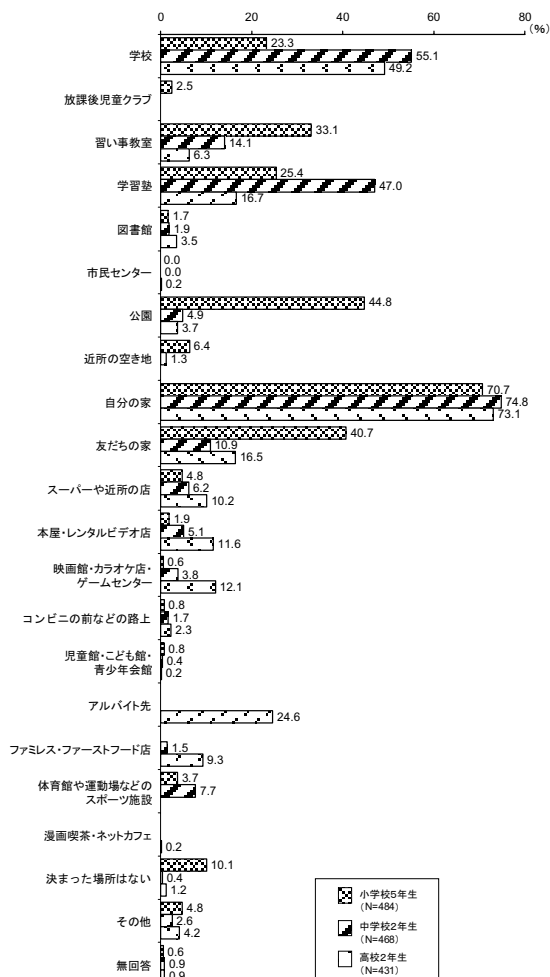 0 20 40 60 80
(%)
学校
23.3
55.1
49.2
放課後児童クラブ
2.5
習い事教室
33.1
14.1
6.3
学習塾
25.4
47.0
16.7
図書館
1.7
1.9
3.5
市民センター
0.0
0.0
0.2
公園
44.8
4.9
3.7
近所の空き地
6.4
1.3
自分の家
70.7
74.8
73.1
友だちの家
40.7
10.9
16.5
スーパーや近所の店
4.8
6.2
10.2
本屋・レンタルビデオ店
1.9
5.1
11.6
映画館・カラオケ店・
ゲームセンター
0.6
3.8
12.1
コンビニの前などの路上
0.8
1.7
2.3
児童館・こども館・
青少年会館
0.8
0.4
0.2
アルバイト先
24.6
ファミレス・ファーストフード店
1.5
9.3
体育館や運動場などの
スポーツ施設
3.7
7.7
漫画喫茶・ネットカフェ
0.2
決まった場所はない
10.1
0.4
1.2
その他
4.8
2.6
4.2
無回答
0.6
0.9
0.9
小学校5年生
(N=484)
中学校2年生
(N=468)
高校2年生
(N=431)